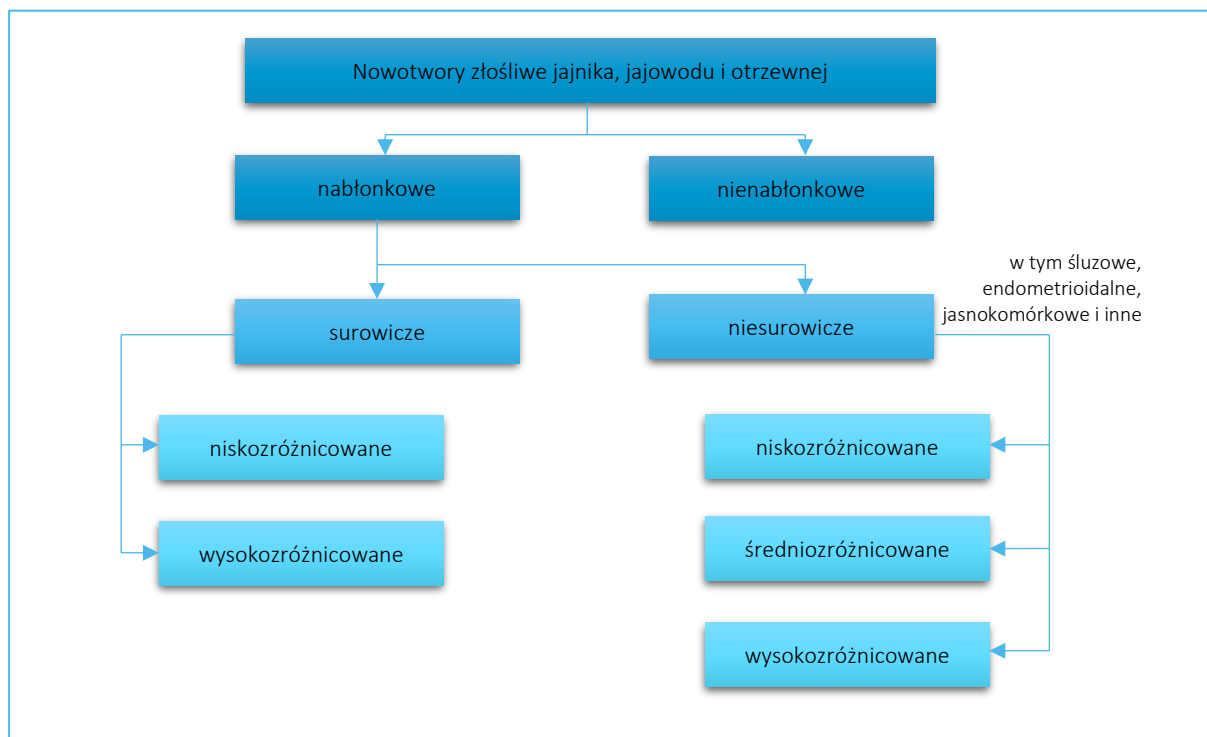 Nowotwory złośliwe jajnika, jajowodu i otrzewnej
nabłonkowe
nienabłonkowe
w tym śluzowe,
endometrioidalne,
jasnokomórkowe i inne
surowicze
niesurowicze
niskozróżnicowane
niskozróżnicowane
wysokozróżnicowane
średniozróżnicowane
wysokozróżnicowane